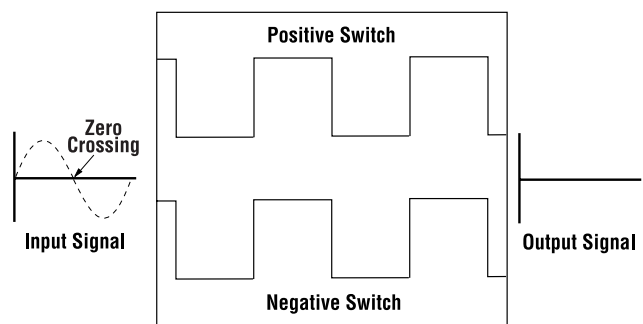 Positive Switch
Zero
Crossing
Input Signal
Output Signal
Negative Switch